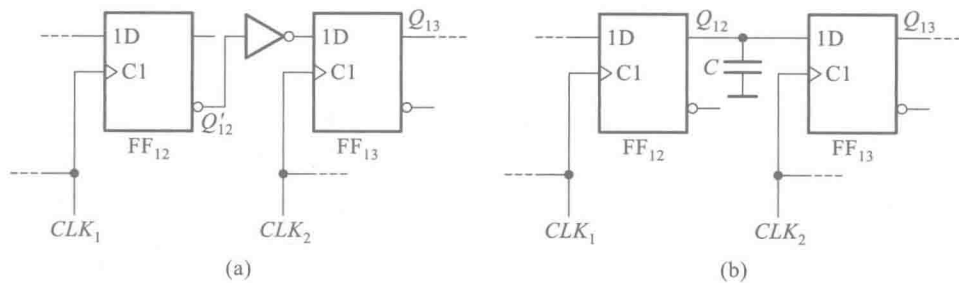 1D
C1
Q'₁₂
FF₁₂
CLK₁
1D
C1
Q₁₃
FF₁₃
CLK₂
(a)
1D
C1
Q₁₂
C
FF₁₂
CLK₁
1D
C1
Q₁₃
FF₁₃
CLK₂
(b)